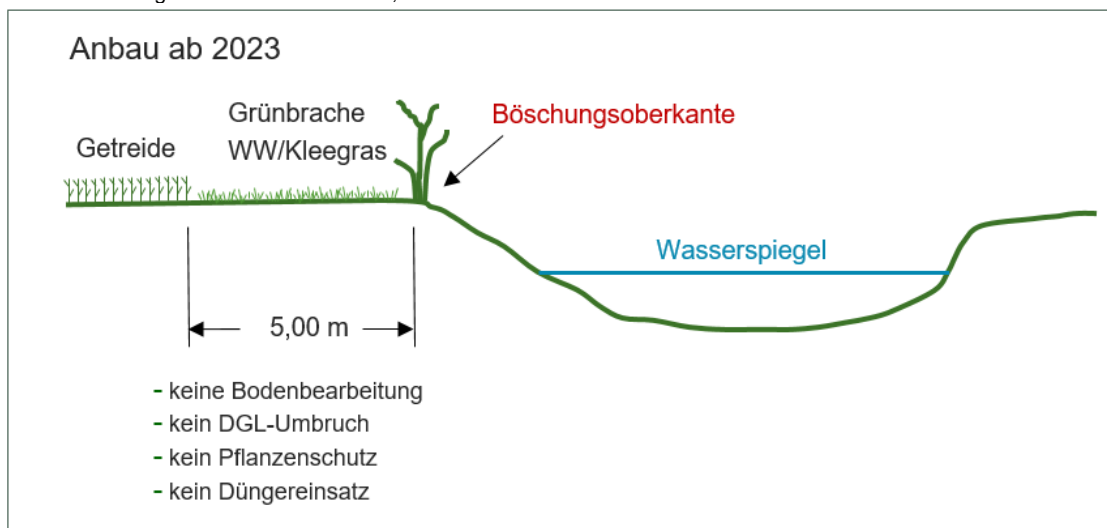 Anbau ab 2023
Grünbrache
Böschungsoberkante
Getreide
WW/Kleegras
Wasserspiegel
5,00 m
- keine Bodenbearbeitung
- kein DGL-Umbruch
- kein Pflanzenschutz
- kein Düngereinsatz